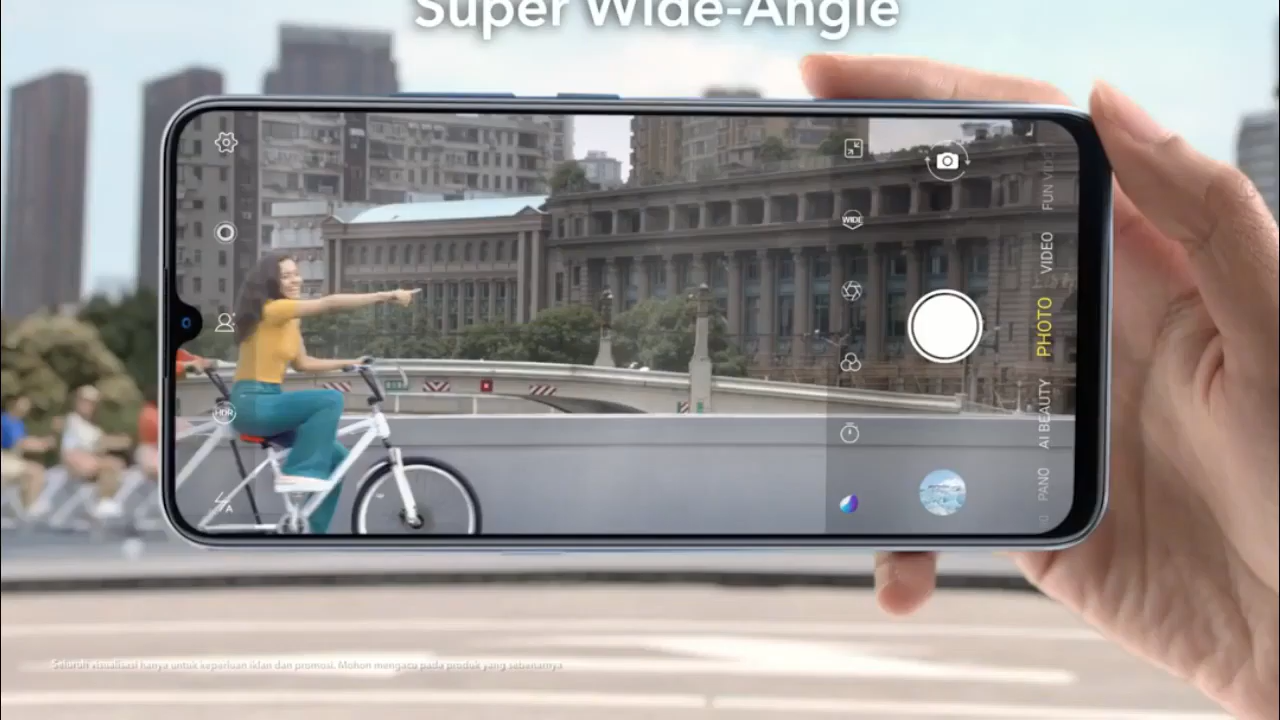 Super Wide-Angle
WIDE
HDR
A
FUN VIDEO
VIDEO
PHOTO
AI BEAUTY
PANO
Seluruh visualisasi hanya untuk keperluan iklan dan promosi. Mohon mengacu pada produk yang sebenarnya